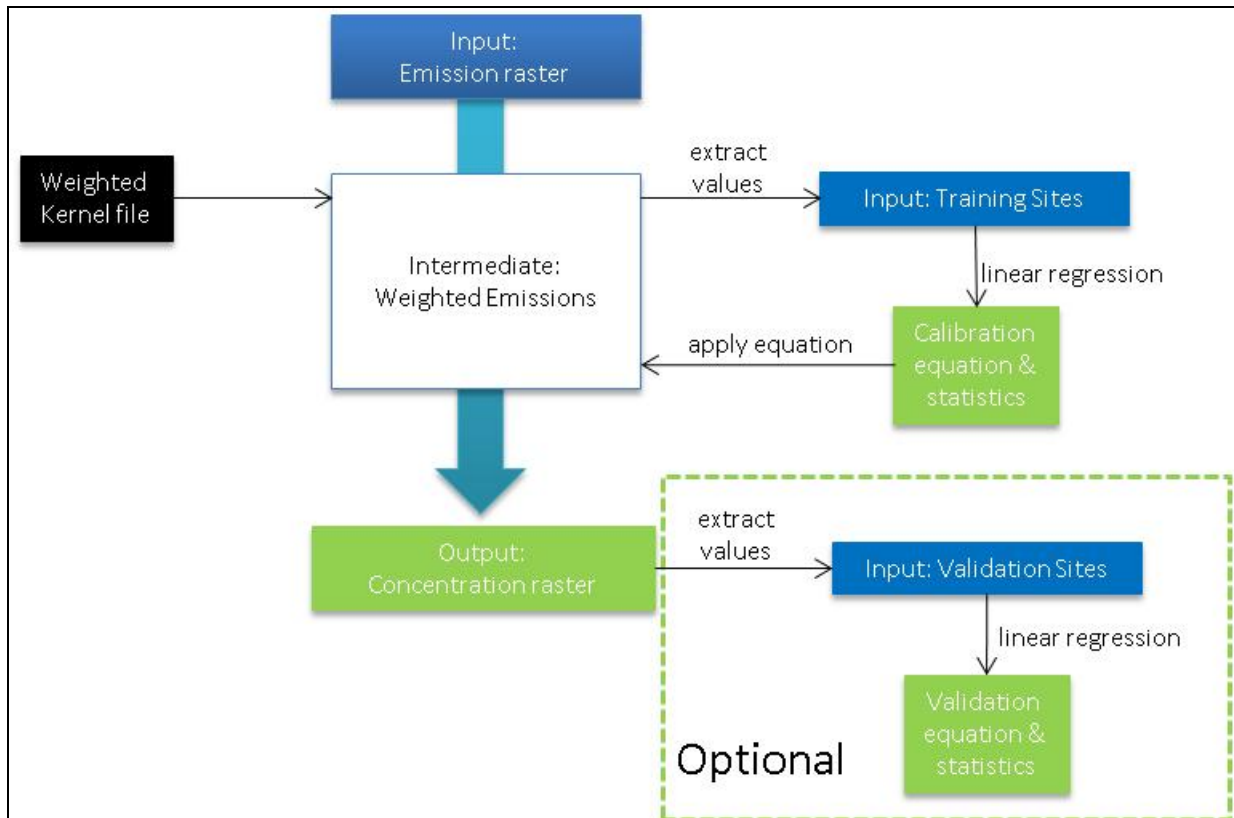 Input:
Emission raster
Weighted
Kernel file
extract
values
Input: Training Sites
Intermediate:
Weighted Emissions
linear regression
apply equation
Calibration
equation &
statistics
Output:
Concentration raster
extract
values
Input: Validation Sites
linear regression
Validation
equation &
statistics
Optional